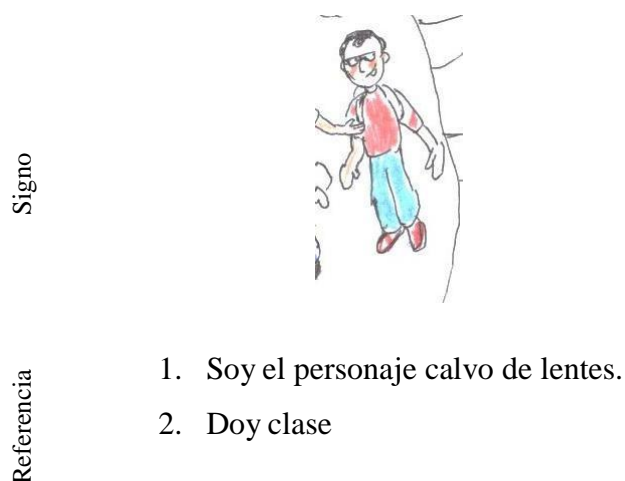 Signo
Referencia
1. Soy el personaje calvo de lentes.
2. Doy clase